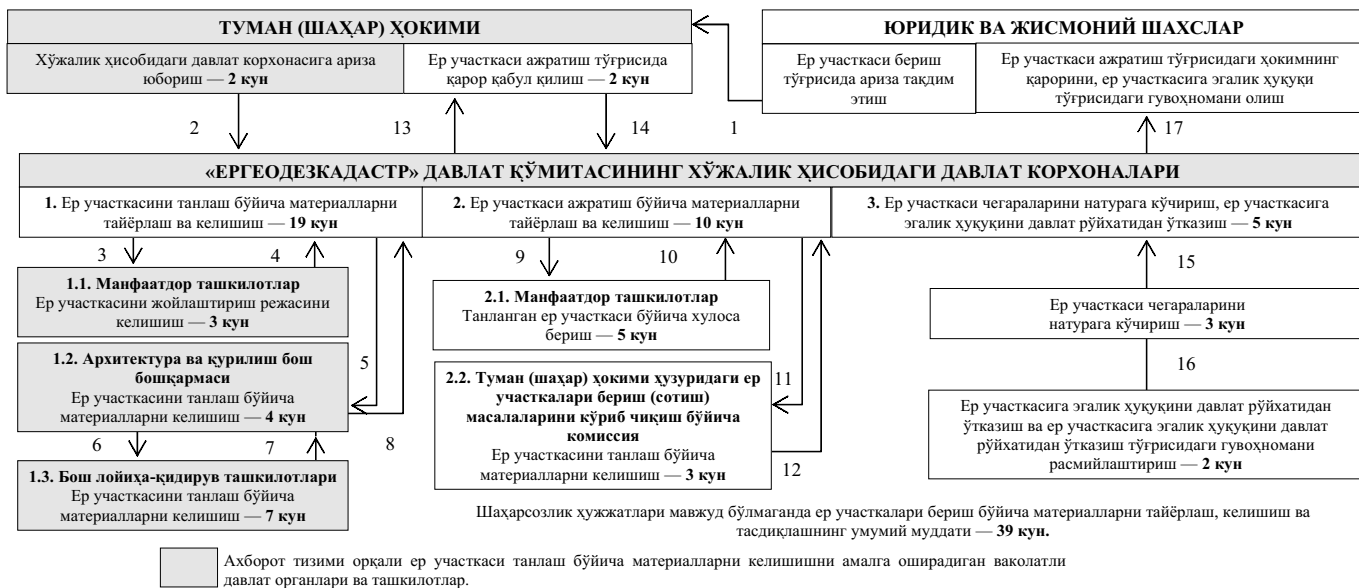 ТУМАН (ШАҲАР) ҲОКИМИ
Хўжалик ҳисобидаги давлат корхонасига ариза
юбориш — 2 кун
Ер участкаси ажратиш тўғрисида
қарор қабул қилиш — 2 кун
ЮРИДИК ВА ЖИСМОНИЙ ШАХСЛАР
Ер участкаси бериш
тўғрисида ариза тақдим
этиш
Ер участкаси ажратиш тўғрисидаги ҳокимнинг
қарорини, ер участкасига эгалик ҳуқуқи
тўғрисидаги гувоҳномани олиш
2
13
14
1
17
«ЕРГЕОДЕЗКАДАСТР» ДАВЛАТ ҚЎМИТАСИНИНГ ХЎЖАЛИК ҲИСОБИДАГИ ДАВЛАТ КОРХОНАЛАРИ
1. Ер участкасини танлаш бўйича материалларни
тайёрлаш ва келишиш — 19 кун
2. Ер участкаси ажратиш бўйича материалларни
тайёрлаш ва келишиш — 10 кун
3. Ер участкаси чегараларини натурага кўчириш, ер участкасига
эгалик ҳуқуқини давлат рўйхатидан ўтказиш — 5 кун
3
4
9
10
15
1.1. Манфаатдор ташкилотлар
Ер участкасини жойлаштириш режасини
келишиш — 3 кун
1.2. Архитектура ва қурилиш бош
бошқармаси
Ер участкасини танлаш бўйича
материалларни келишиш — 4 кун
5
6
7
8
1.3. Бош лойиҳа-қидирув ташкилотлари
Ер участкасини танлаш бўйича
материалларни келишиш — 7 кун
2.1. Манфаатдор ташкилотлар
Танланган ер участкаси бўйича хулоса
бериш — 5 кун
2.2. Туман (шаҳар) ҳокими ҳузуридаги ер
участкалари бериш (сотиш)
масалаларини кўриб чиқиш бўйича
комиссия
Ер участкасини танлаш бўйича
материалларни келишиш — 3 кун
11
12
Ер участкаси чегараларини
натурага кўчириш — 3 кун
16
Ер участкасига эгалик ҳуқуқини давлат рўйхатидан
ўтказиш ва ер участкасига эгалик ҳуқуқини давлат
рўйхатидан ўтказиш тўғрисидаги гувоҳномани
расмийлаштириш — 2 кун
Шаҳарсозлик ҳужжатлари мавжуд бўлмаганда ер участкалари бериш бўйича материалларни тайёрлаш, келишиш ва
тасдиқлашнинг умумий муддати — 39 кун.
Ахборот тизими орқали ер участкаси танлаш бўйича материалларни келишишни амалга оширадиган ваколатли
давлат органлари ва ташкилотлар.